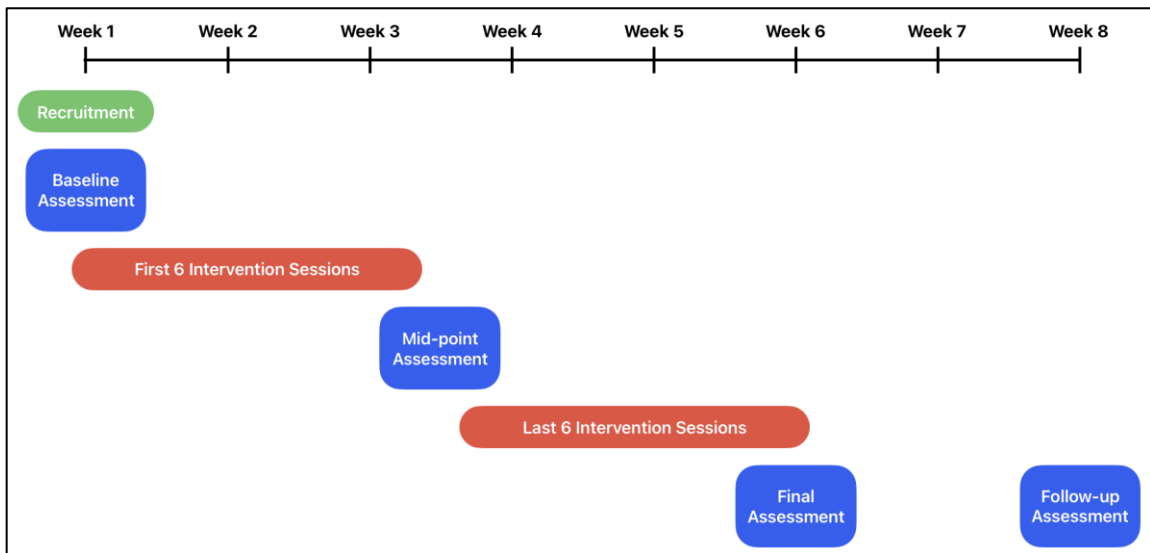 Week 1 Week 2 Week 3 Week 4 Week 5 Week 6 Week 7 Week 8
Recruitment
Baseline
Assessment
First 6 Intervention Sessions
Mid-point
Assessment
Last 6 Intervention Sessions
Final
Assessment
Follow-up
Assessment